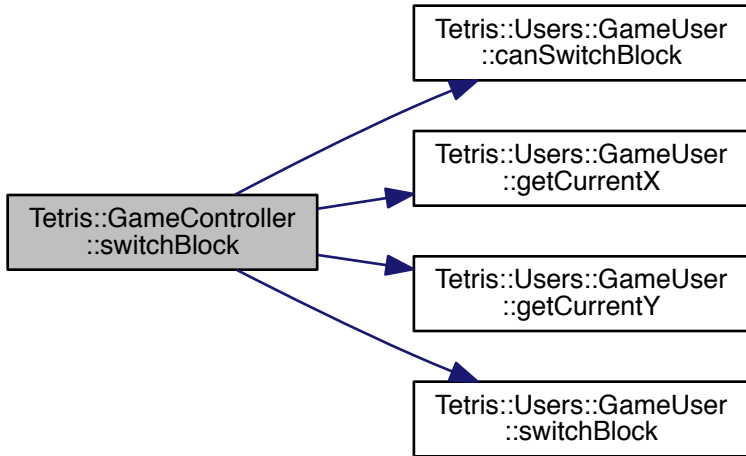 Tetris::GameController
::switchBlock
Tetris::Users::GameUser
::canSwitchBlock
Tetris::Users::GameUser
::getCurrentX
Tetris::Users::GameUser
::getCurrentY
Tetris::Users::GameUser
::switchBlock